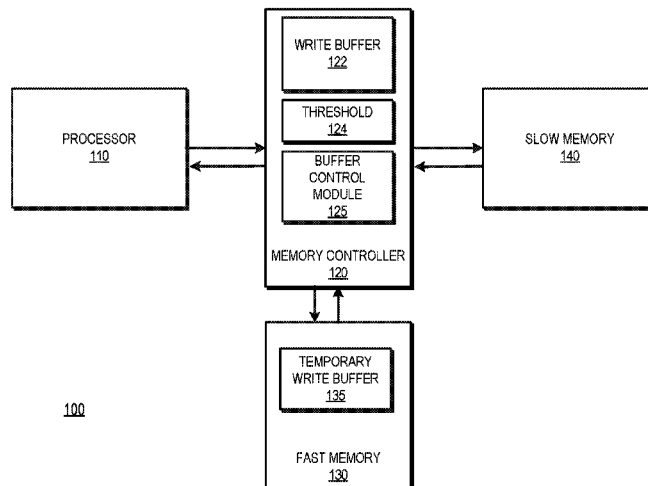 WRITE BUFFER
122
THRESHOLD
124
BUFFER
CONTROL
MODULE
125
MEMORY CONTROLLER
120
PROCESSOR
110
SLOW MEMORY
140
TEMPORARY
WRITE BUFFER
135
FAST MEMORY
130
100